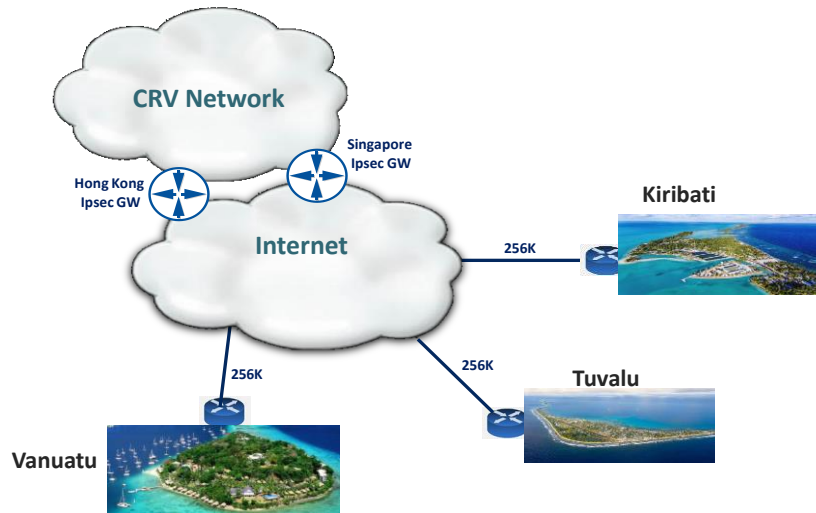 CRV Network
Singapore
Ipsec GW
Hong Kong
Ipsec GW
Kiribati
Internet
256K
256K
Tuvalu
256K
Vanuatu